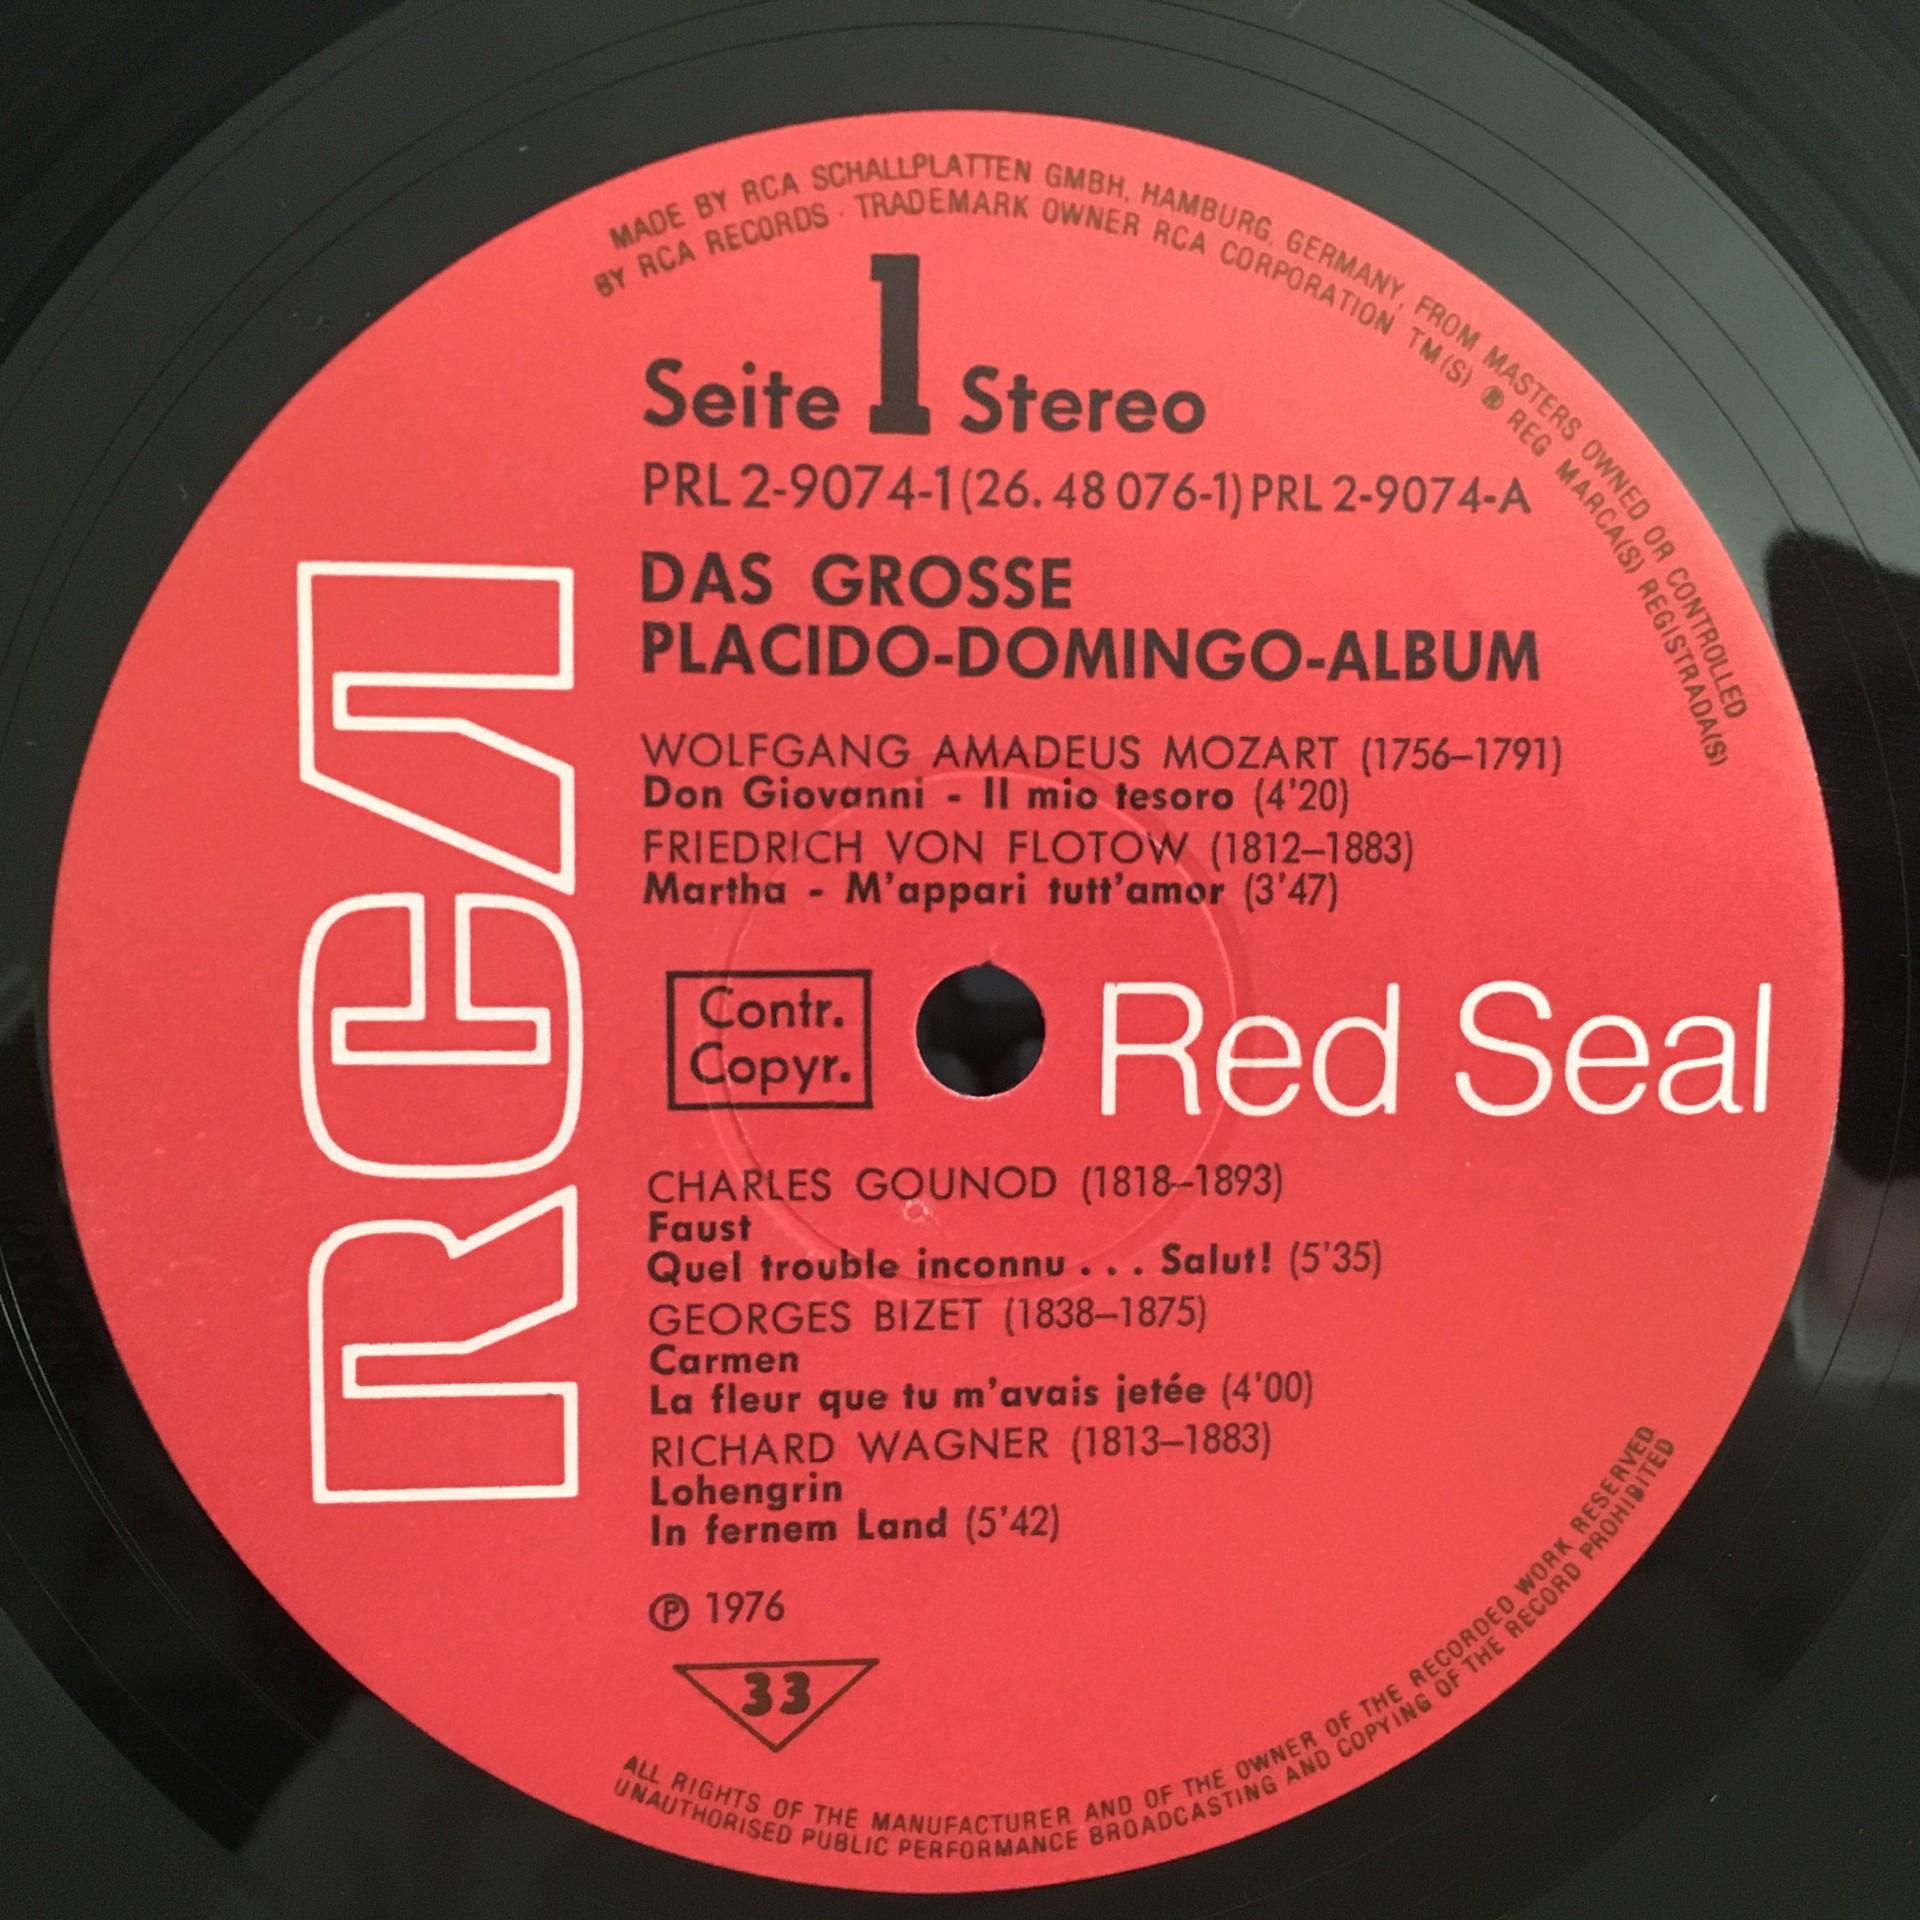 MADE BY RCA SCHALLPLATTEN GMBH, HAMBURG, GERMANY, FROM MASTERS OWNED OR CONTROLLED
BY RCA RECORDS · TRADEMARK OWNER RCA CORPORATION TM(S) ® REG MARCA(S) REGISTRADA(S)
Seite 1 Stereo
PRL 2-9074-1 (26. 48 076-1) PRL 2-9074-A
DAS GROSSE
PLACIDO-DOMINGO-ALBUM
WOLFGANG AMADEUS MOZART (1756–1791)
Don Giovanni - Il mio tesoro (4'20)
FRIEDRICH VON FLOTOW (1812–1883)
Martha - M'appari tutt'amor (3'47)
RCA
Contr.
Copyr.
Red Seal
CHARLES GOUNOD (1818–1893)
Faust
Quel trouble inconnu . . . Salut! (5'35)
GEORGES BIZET (1838–1875)
Carmen
La fleur que tu m'avais jetée (4'00)
RICHARD WAGNER (1813–1883)
Lohengrin
In fernem Land (5'42)
℗ 1976
33
ALL RIGHTS OF THE MANUFACTURER AND OF THE OWNER OF THE RECORDED WORK RESERVED
UNAUTHORISED PUBLIC PERFORMANCE BROADCASTING AND COPYING OF THE RECORD PROHIBITED